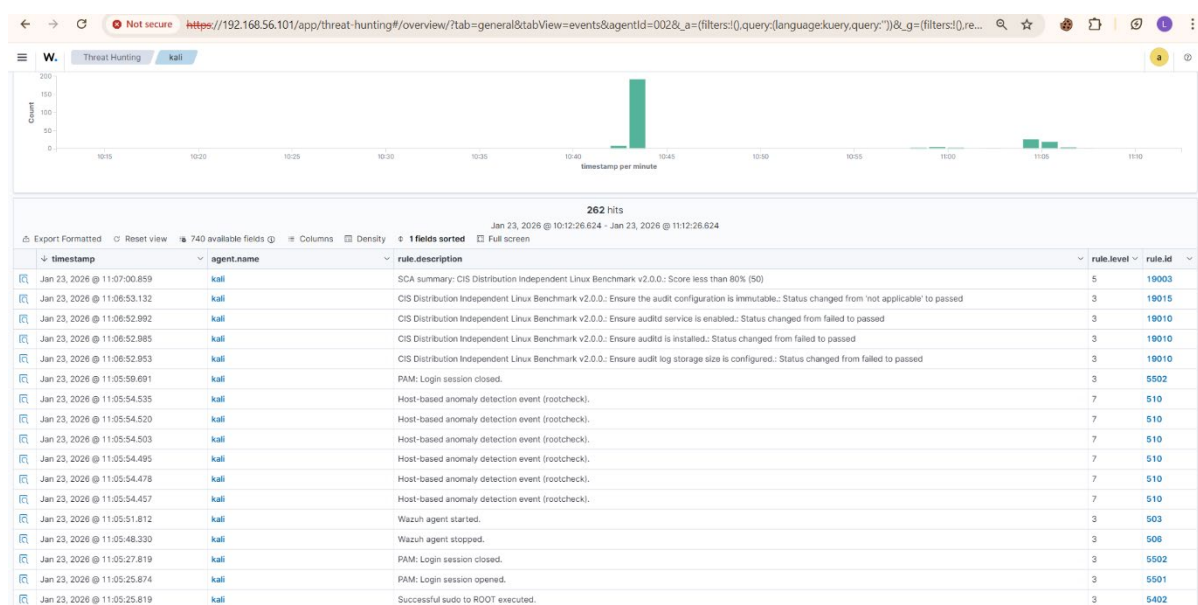 Not secure https://192.168.56.101/app/threat-hunting#/overview/?tab=general&tabView=events&agentId=002&_a=(filters:!(),query:(language:kuery,query:''))&_g=(filters:!(),re...
L
W. Threat Hunting kali a
Count
200
150
100
50
0
10:15 10:20 10:25 10:30 10:35 10:40 10:45 10:50 10:55 11:00 11:05 11:10
timestamp per minute
262 hits
Jan 23, 2026 @ 10:12:26.624 - Jan 23, 2026 @ 11:12:26.624
Export Formatted Reset view 740 available fields Columns Density 1 fields sorted Full screen
timestamp agent.name rule.description rule.level rule.id
Jan 23, 2026 @ 11:07:00.859 kali SCA summary: CIS Distribution Independent Linux Benchmark v2.0.0.: Score less than 80% (50) 5 19003
Jan 23, 2026 @ 11:06:53.132 kali CIS Distribution Independent Linux Benchmark v2.0.0.: Ensure the audit configuration is immutable.: Status changed from 'not applicable' to passed 3 19015
Jan 23, 2026 @ 11:06:52.992 kali CIS Distribution Independent Linux Benchmark v2.0.0.: Ensure auditd service is enabled.: Status changed from failed to passed 3 19010
Jan 23, 2026 @ 11:06:52.985 kali CIS Distribution Independent Linux Benchmark v2.0.0.: Ensure auditd is installed.: Status changed from failed to passed 3 19010
Jan 23, 2026 @ 11:06:52.953 kali CIS Distribution Independent Linux Benchmark v2.0.0.: Ensure audit log storage size is configured.: Status changed from failed to passed 3 19010
Jan 23, 2026 @ 11:05:59.691 kali PAM: Login session closed. 3 5502
Jan 23, 2026 @ 11:05:54.535 kali Host-based anomaly detection event (rootcheck). 7 510
Jan 23, 2026 @ 11:05:54.520 kali Host-based anomaly detection event (rootcheck). 7 510
Jan 23, 2026 @ 11:05:54.503 kali Host-based anomaly detection event (rootcheck). 7 510
Jan 23, 2026 @ 11:05:54.495 kali Host-based anomaly detection event (rootcheck). 7 510
Jan 23, 2026 @ 11:05:54.478 kali Host-based anomaly detection event (rootcheck). 7 510
Jan 23, 2026 @ 11:05:54.457 kali Host-based anomaly detection event (rootcheck). 7 510
Jan 23, 2026 @ 11:05:51.812 kali Wazuh agent started. 3 503
Jan 23, 2026 @ 11:05:48.330 kali Wazuh agent stopped. 3 506
Jan 23, 2026 @ 11:05:27.819 kali PAM: Login session closed. 3 5502
Jan 23, 2026 @ 11:05:25.874 kali PAM: Login session opened. 3 5501
Jan 23, 2026 @ 11:05:25.819 kali Successful sudo to ROOT executed. 3 5402